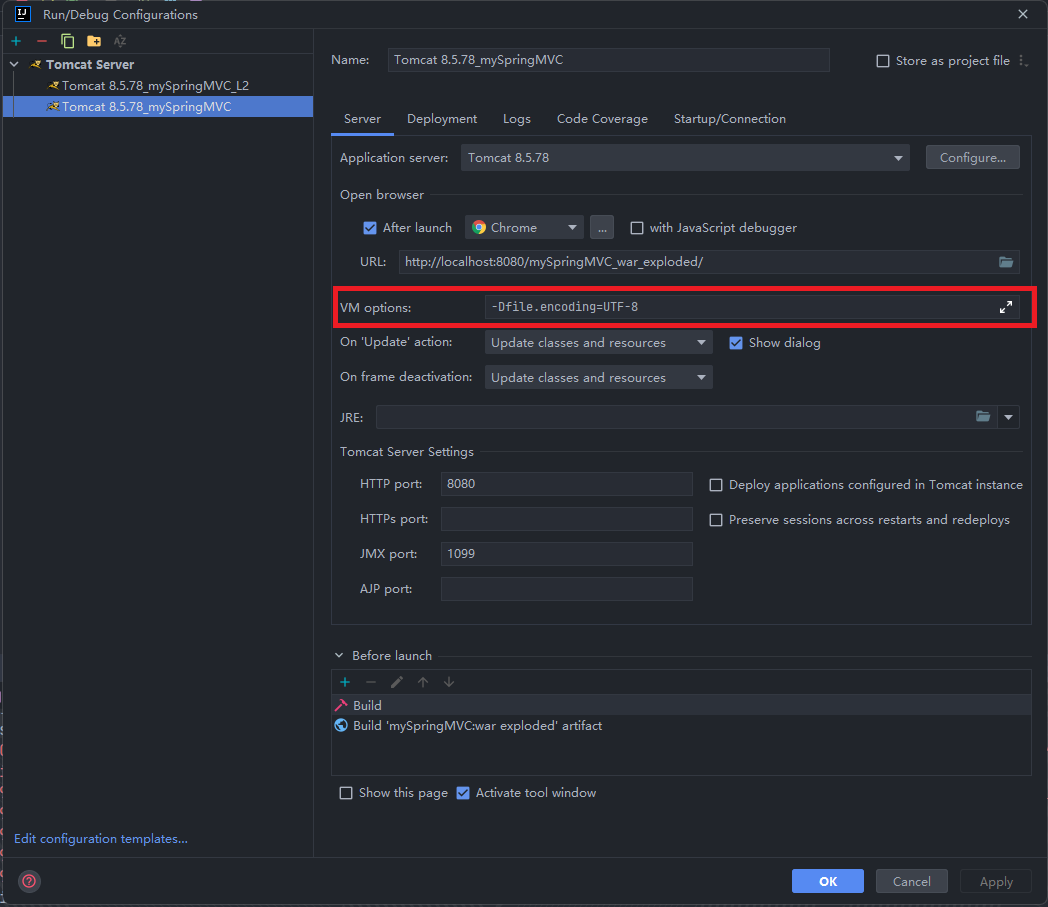 Run/Debug Configurations
Tomcat Server
Tomcat 8.5.78_mySpringMVC_L2
Tomcat 8.5.78_mySpringMVC
Edit configuration templates...
Name: Tomcat 8.5.78_mySpringMVC Store as project file
Server Deployment Logs Code Coverage Startup/Connection
Application server: Tomcat 8.5.78 Configure...
Open browser
After launch Chrome ... with JavaScript debugger
URL: http://localhost:8080/mySpringMVC_war_exploded/
VM options: -Dfile.encoding=UTF-8
On 'Update' action: Update classes and resources Show dialog
On frame deactivation: Update classes and resources
JRE:
Tomcat Server Settings
HTTP port: 8080 Deploy applications configured in Tomcat instance
HTTPs port: Preserve sessions across restarts and redeploys
JMX port: 1099
AJP port:
Before launch
Build
Build 'mySpringMVC:war exploded' artifact
Show this page Activate tool window
OK Cancel Apply